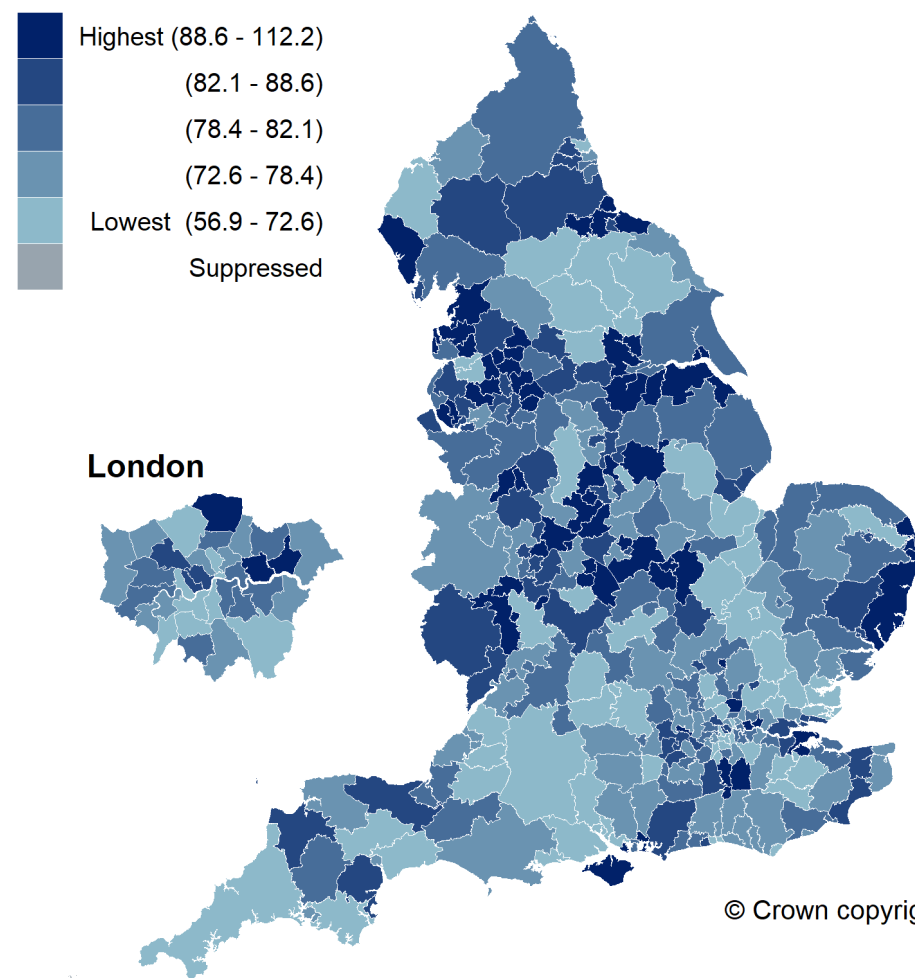 Highest (88.6 - 112.2)
(82.1 - 88.6)
(78.4 - 82.1)
(72.6 - 78.4)
Lowest (56.9 - 72.6)
Suppressed
London
© Crown copyrig